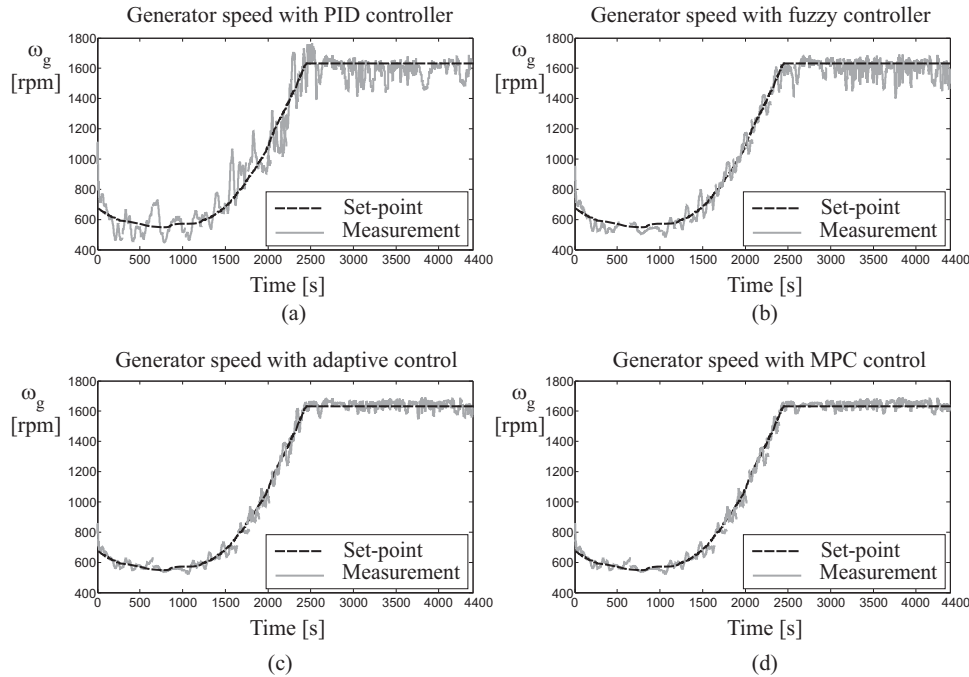 Generator speed with PID controller
ωg
[rpm]
1800
1600
1400
1200
1000
800
600
400
0 500 1000 1500 2000 2500 3000 3500 4000 4400
Set-point
Measurement
Time [s]
(a)
Generator speed with fuzzy controller
ωg
[rpm]
1800
1600
1400
1200
1000
800
600
400
0 500 1000 1500 2000 2500 3000 3500 4000 4400
Set-point
Measurement
Time [s]
(b)
Generator speed with adaptive control
ωg
[rpm]
1800
1600
1400
1200
1000
800
600
400
0 500 1000 1500 2000 2500 3000 3500 4000 4400
Set-point
Measurement
Time [s]
(c)
Generator speed with MPC control
ωg
[rpm]
1800
1600
1400
1200
1000
800
600
400
0 500 1000 1500 2000 2500 3000 3500 4000 4400
Set-point
Measurement
Time [s]
(d)